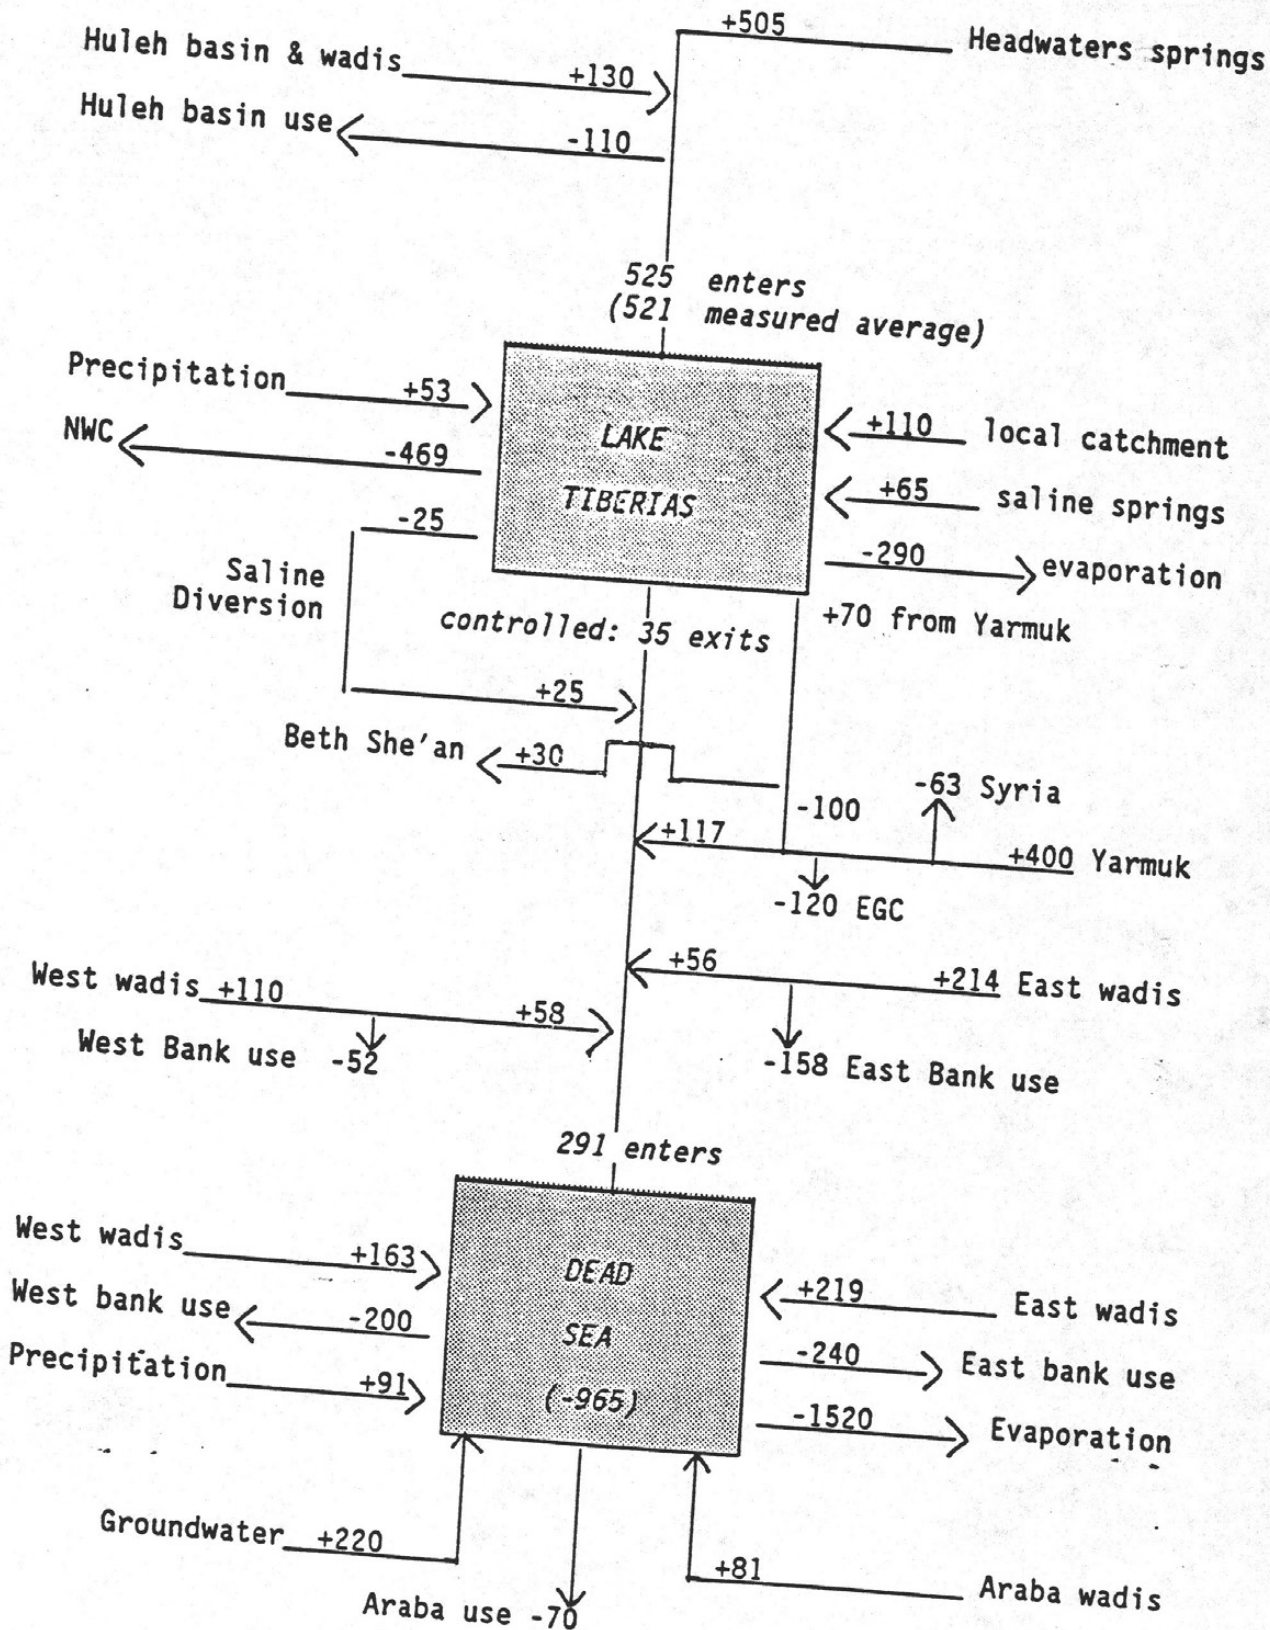 +505 Headwaters springs
Huleh basin & wadis +130
Huleh basin use -110
525 enters
(521 measured average)
Precipitation +53
NWC -469
-25
Saline
Diversion
LAKE
TIBERIAS
+110 local catchment
+65 saline springs
-290 evaporation
+70 from Yarmuk
controlled: 35 exits
+25
Beth She'an +30
-100
-63 Syria
+117
+400 Yarmuk
-120 EGC
+56
+214 East wadis
-158 East Bank use
West wadis +110
+58
West Bank use -52
291 enters
West wadis +163
West bank use -200
Precipitation +91
DEAD
SEA
(-965)
+219 East wadis
-240 East bank use
-1520 Evaporation
Groundwater +220
Araba use -70
+81 Araba wadis